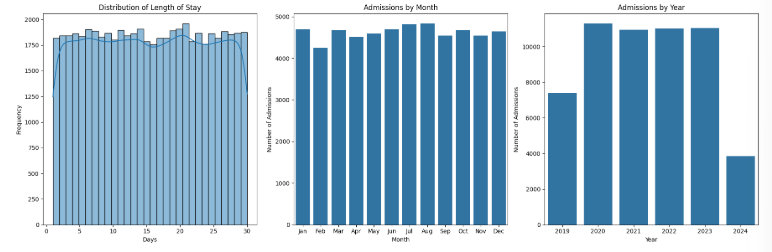 Distribution of Length of Stay
2000
1750
1500
1250
1000
750
500
250
0
Frequency
0 5 10 15 20 25 30
Days
Admissions by Month
5000
4000
3000
2000
1000
0
Number of Admissions
Jan Feb Mar Apr May Jun Jul Aug Sep Oct Nov Dec
Month
Admissions by Year
10000
8000
6000
4000
2000
0
Number of Admissions
2019 2020 2021 2022 2023 2024
Year